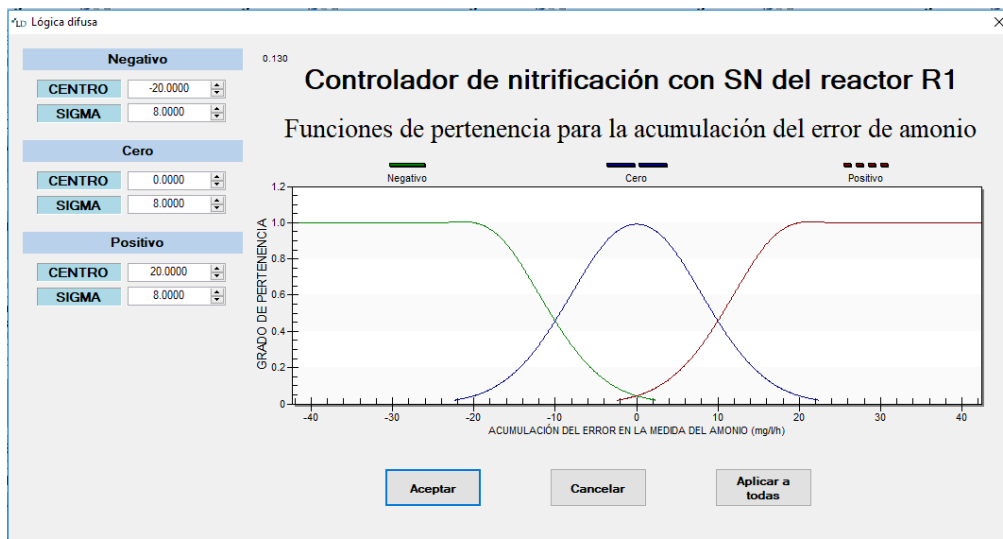 LD Lógica difusa
Negativo
CENTRO -20.0000
SIGMA 8.0000
Cero
CENTRO 0.0000
SIGMA 8.0000
Positivo
CENTRO 20.0000
SIGMA 8.0000
0.130
Controlador de nitrificación con SN del reactor R1
Funciones de pertenencia para la acumulación del error de amonio
Negativo Cero Positivo
GRADO DE PERTENENCIA
1.2
1.0
0.8
0.6
0.4
0.2
0
-40 -30 -20 -10 0 10 20 30 40
ACUMULACIÓN DEL ERROR EN LA MEDIDA DEL AMONIO (mg/l/h)
Aceptar
Cancelar
Aplicar a
todas